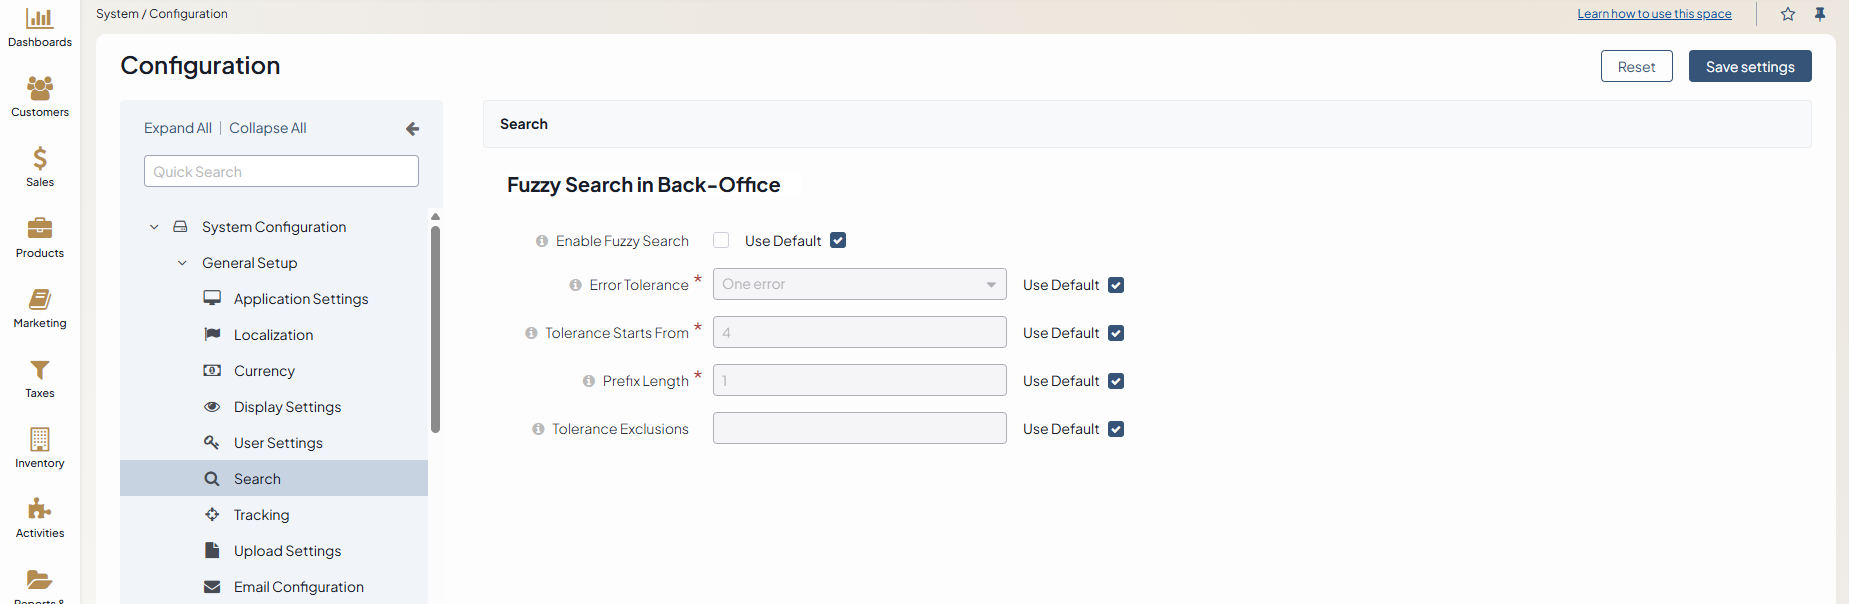 System / Configuration
Learn how to use this space
Dashboards
Customers
Sales
Products
Marketing
Taxes
Inventory
Activities
Reports &
Configuration
Reset
Save settings
Expand All | Collapse All
Quick Search
System Configuration
General Setup
Application Settings
Localization
Currency
Display Settings
User Settings
Search
Tracking
Upload Settings
Email Configuration
Search
Fuzzy Search in Back-Office
Enable Fuzzy Search Use Default
Error Tolerance * One error Use Default
Tolerance Starts From * 4 Use Default
Prefix Length * 1 Use Default
Tolerance Exclusions Use Default